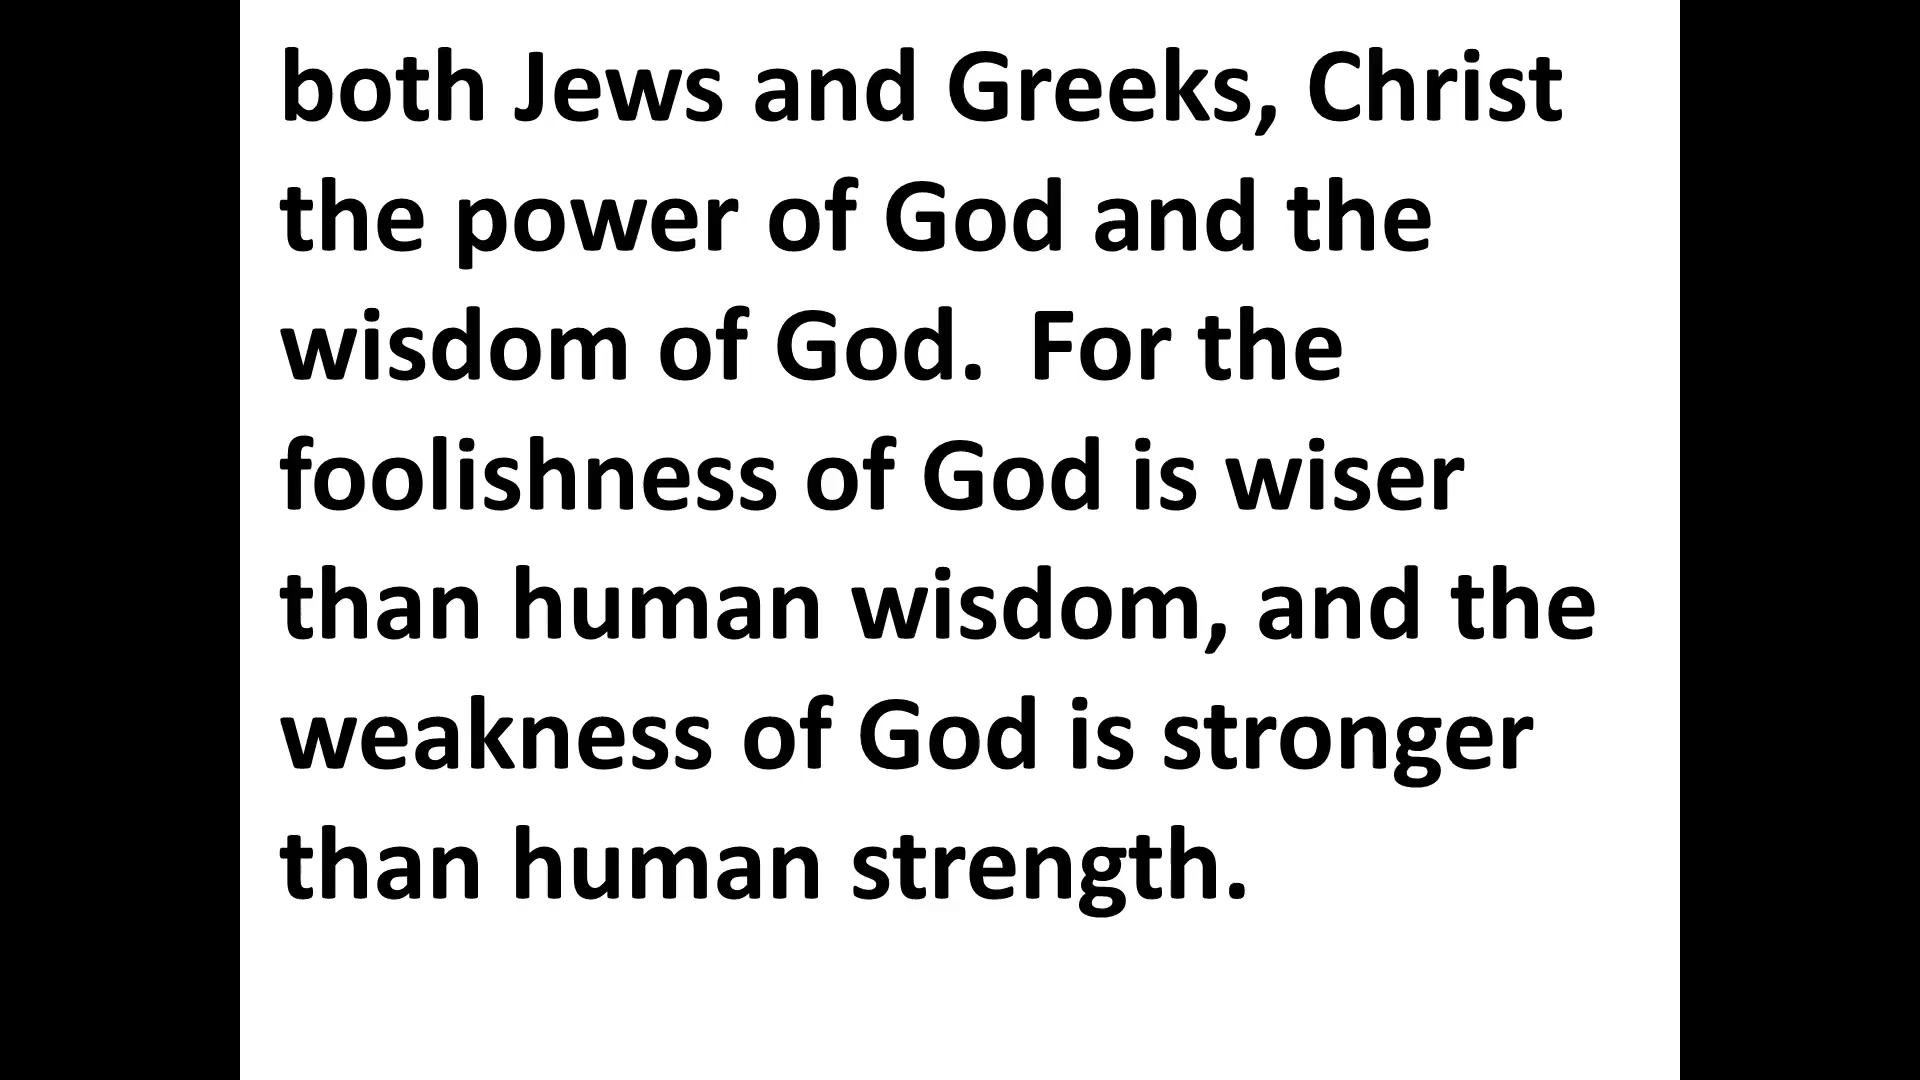 both Jews and Greeks, Christ
the power of God and the
wisdom of God.  For the
foolishness of God is wiser
than human wisdom, and the
weakness of God is stronger
than human strength.